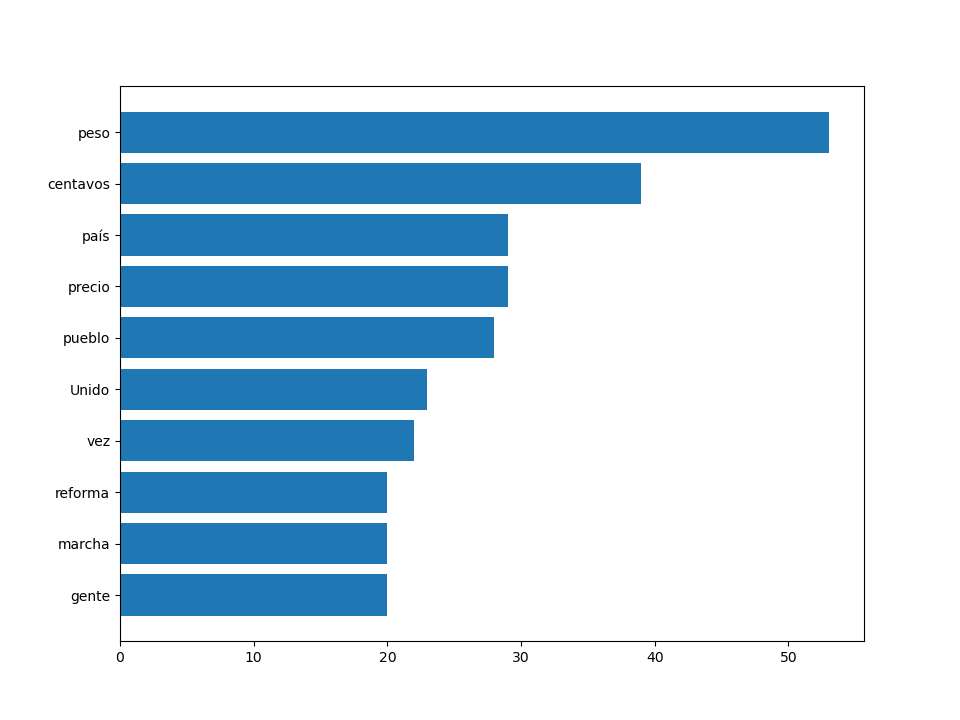 peso
centavos
país
precio
pueblo
Unido
vez
reforma
marcha
gente
0 10 20 30 40 50